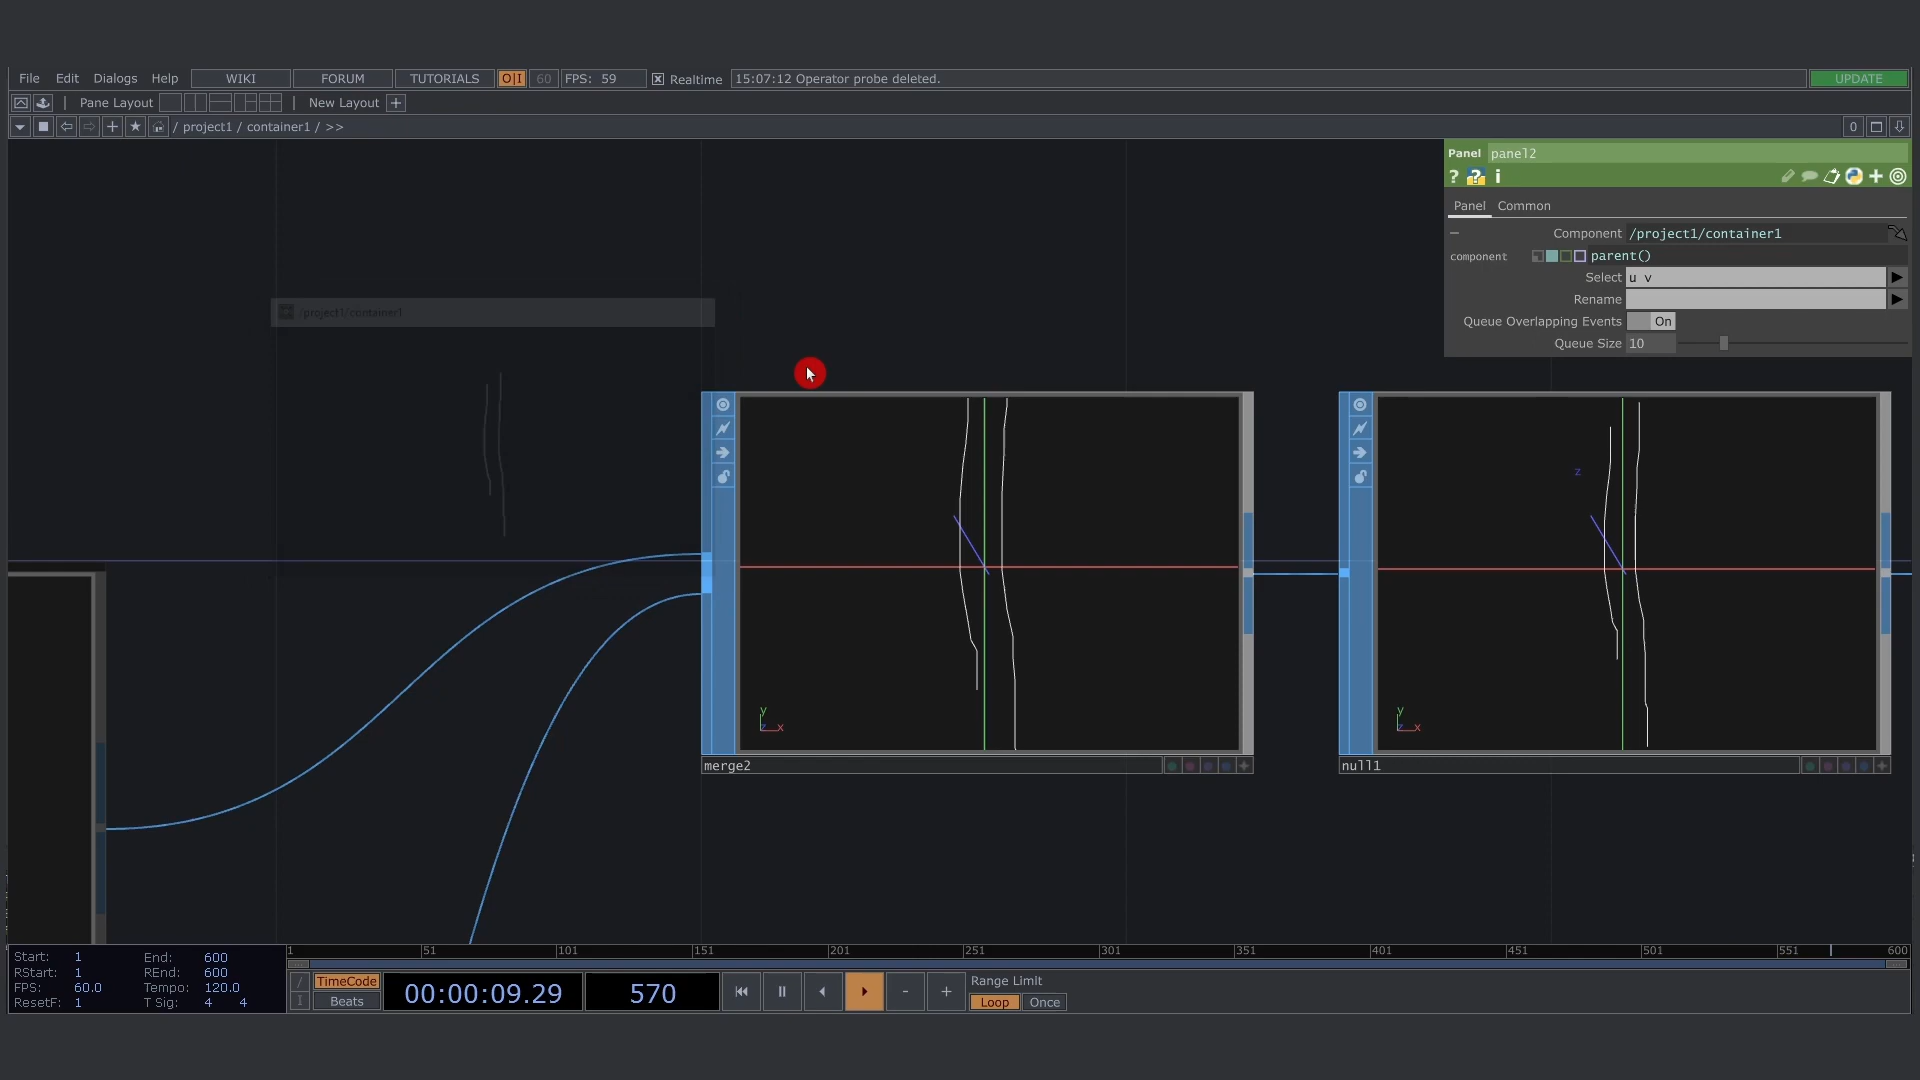 File Edit Dialogs Help WIKI FORUM TUTORIALS O|I 60 FPS: 59 Realtime 15:07:12 Operator probe deleted. UPDATE
| Pane Layout | New Layout +
/ project1 / container1 / >> 0
Panel panel2
? ? i
Panel Common
Component /project1/container1
component parent()
Select u v
Rename
Queue Overlapping Events On
Queue Size 10
/project1/container1
z
y
z x
y
z x
merge2
null1
1 51 101 151 201 251 301 351 401 451 501 551 600
Start: 1 End: 600
RStart: 1 REnd: 600
FPS: 60.0 Tempo: 120.0
ResetF: 1 T Sig: 4 4
/ TimeCode
I Beats
00:00:09.29 570
- +
Range Limit
Loop Once